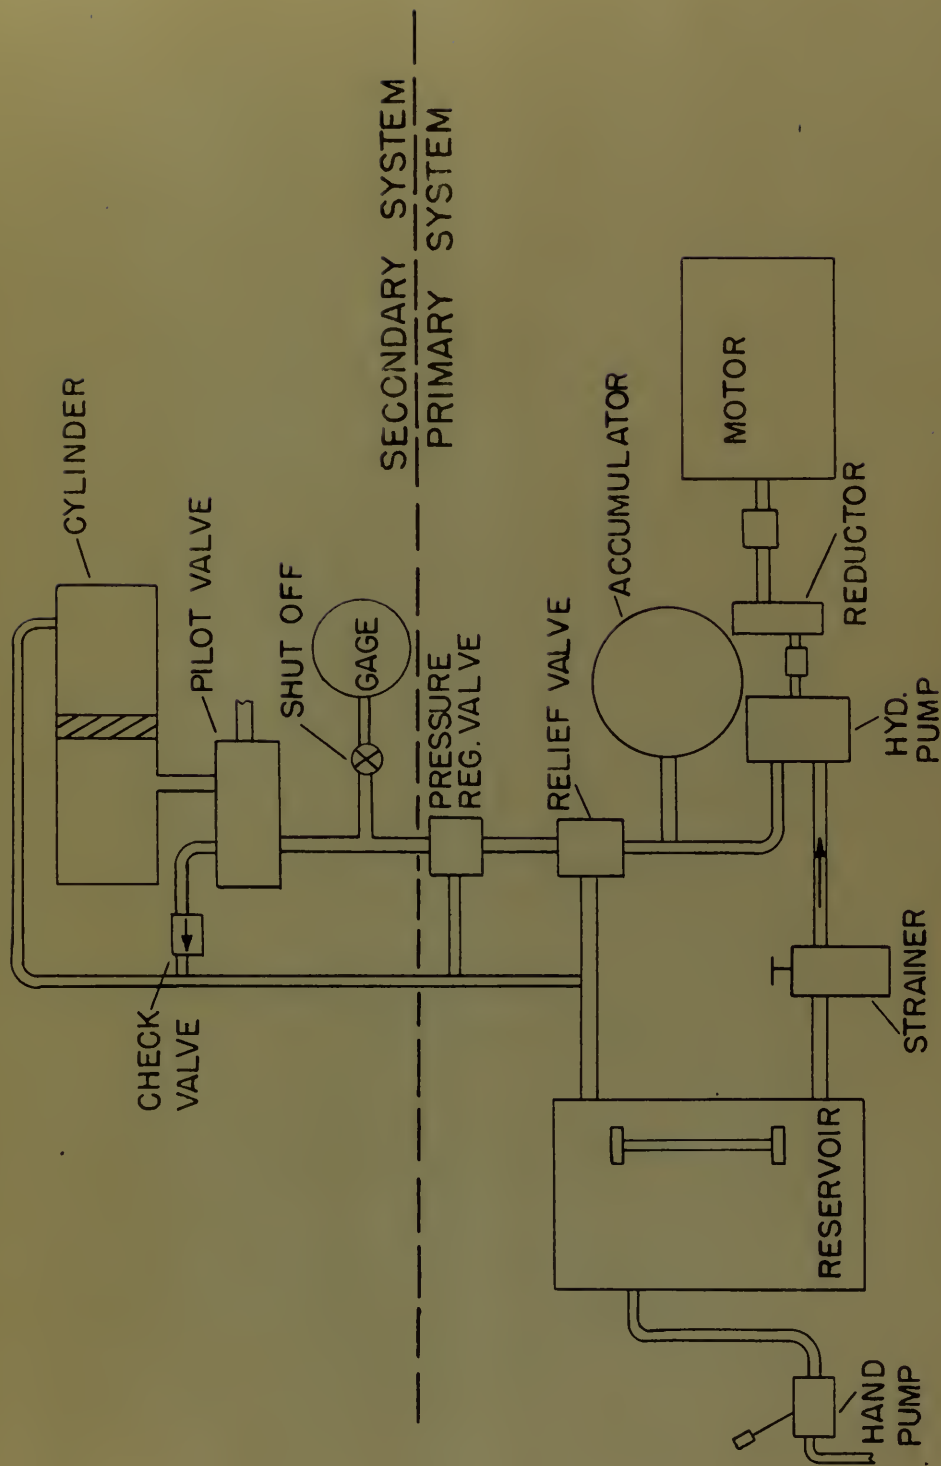 CYLINDER
PILOT VALVE
SHUT OFF
GAGE
CHECK
VALVE
SECONDARY SYSTEM
PRIMARY SYSTEM
PRESSURE
REG. VALVE
RELIEF VALVE
ACCUMULATOR
MOTOR
REDUCTOR
HYD.
PUMP
STRAINER
RESERVOIR
HAND
PUMP